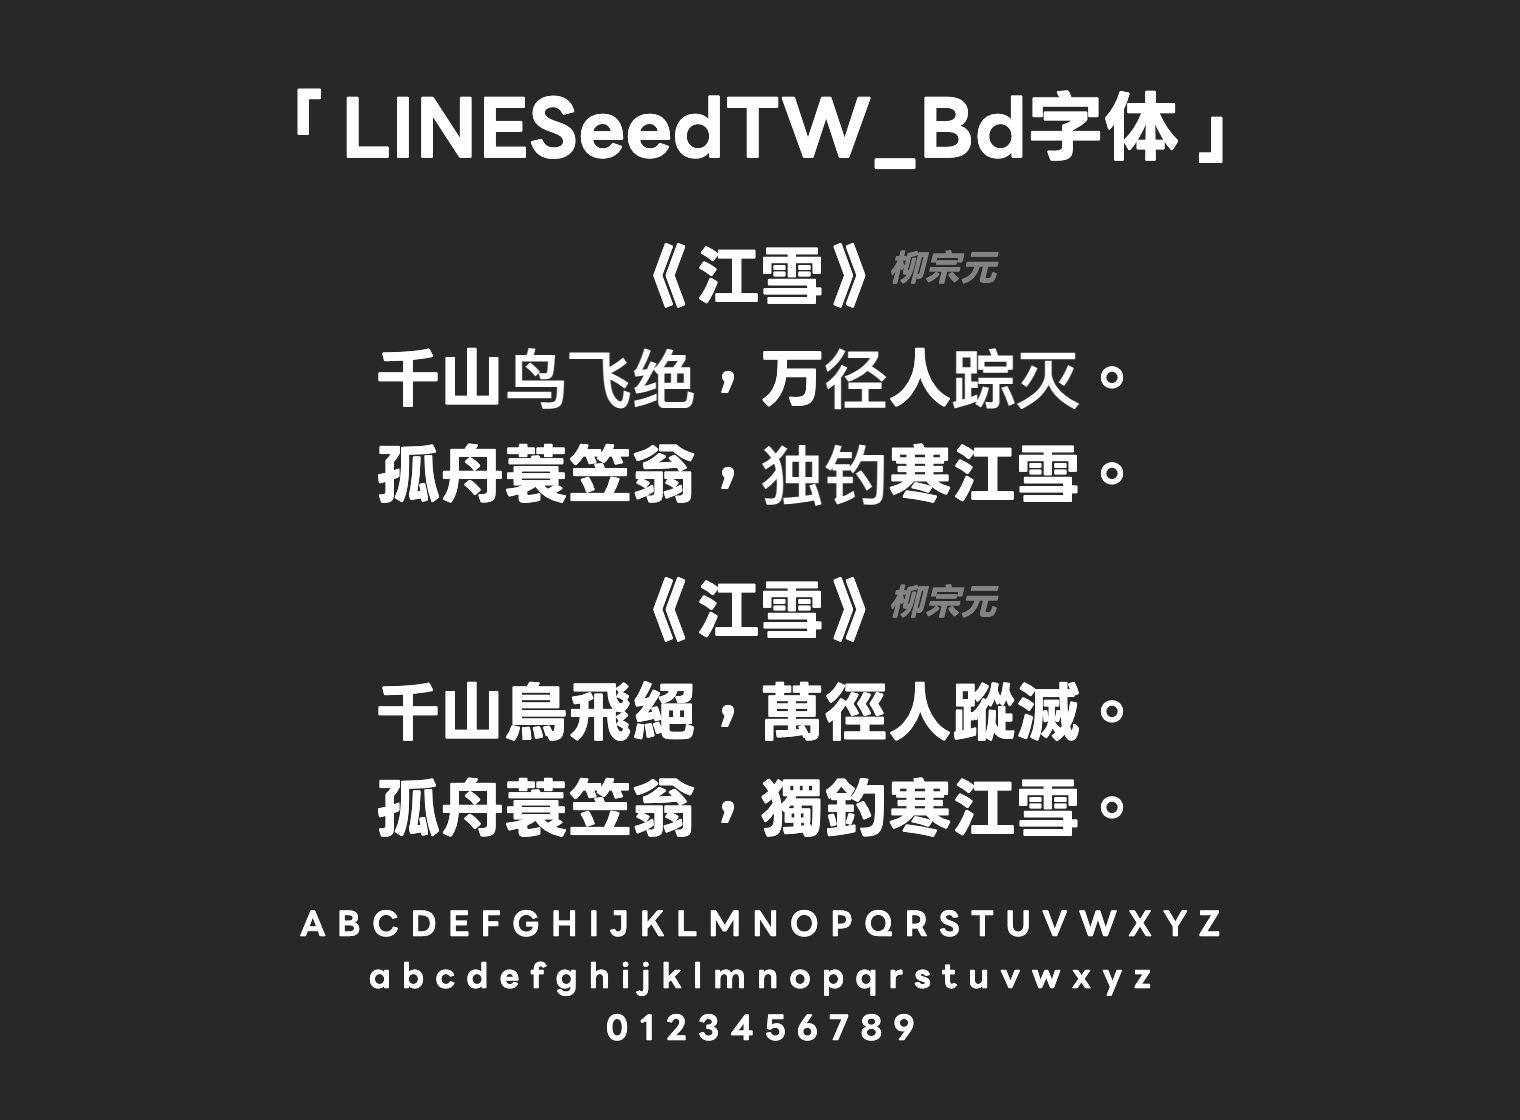 「LINESeedTW_Bd字体」
《江雪》柳宗元
千山鸟飞绝，万径人踪灭。
孤舟蓑笠翁，独钓寒江雪。
《江雪》柳宗元
千山鳥飛絕，萬徑人蹤滅。
孤舟蓑笠翁，獨釣寒江雪。
A B C D E F G H I J K L M N O P Q R S T U V W X Y Z
a b c d e f g h i j k l m n o p q r s t u v w x y z
0 1 2 3 4 5 6 7 8 9